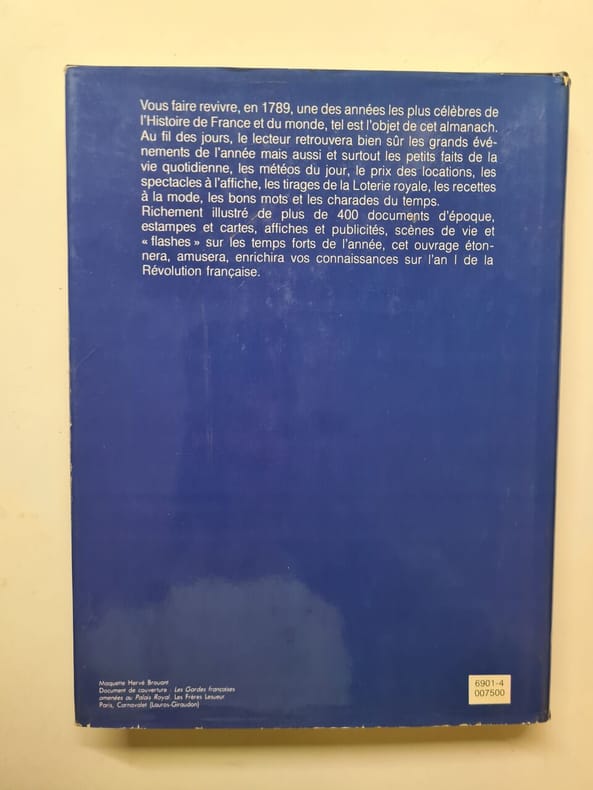 Vous faire revivre, en 1789, une des années les plus célèbres de
l'Histoire de France et du monde, tel est l'objet de cet almanach.
Au fil des jours, le lecteur retrouvera bien sûr les grands évé-
nements de l'année mais aussi et surtout les petits faits de la
vie quotidienne, les météos du jour, le prix des locations, les
spectacles à l'affiche, les tirages de la Loterie royale, les recettes
à la mode, les bons mots et les charades du temps.
Richement illustré de plus de 400 documents d'époque,
estampes et cartes, affiches et publicités, scènes de vie et
« flashes » sur les temps forts de l'année, cet ouvrage éton-
nera, amusera, enrichira vos connaissances sur l'an I de la
Révolution française.
Maquette Hervé Brouant
Document de couverture : Les Gardes françaises
amenées au Palais Royal. Les Frères Lesueur
Paris, Carnavalet (Lauros-Giraudon)
6901-4
007500